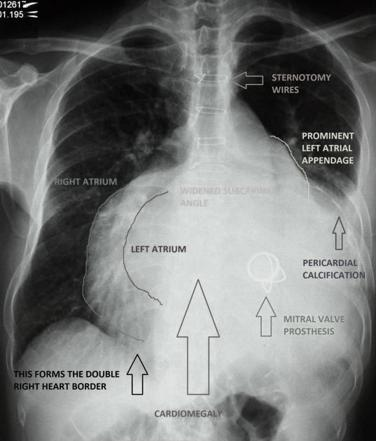 01261
01.195
STERNOTOMY
WIRES
PROMINENT
LEFT ATRIAL
APPENDAGE
RIGHT ATRIUM
WIDENED SUBCARINAL
ANGLE
LEFT ATRIUM
PERICARDIAL
CALCIFICATION
MITRAL VALVE
PROSTHESIS
THIS FORMS THE DOUBLE
RIGHT HEART BORDER
CARDIOMEGALY